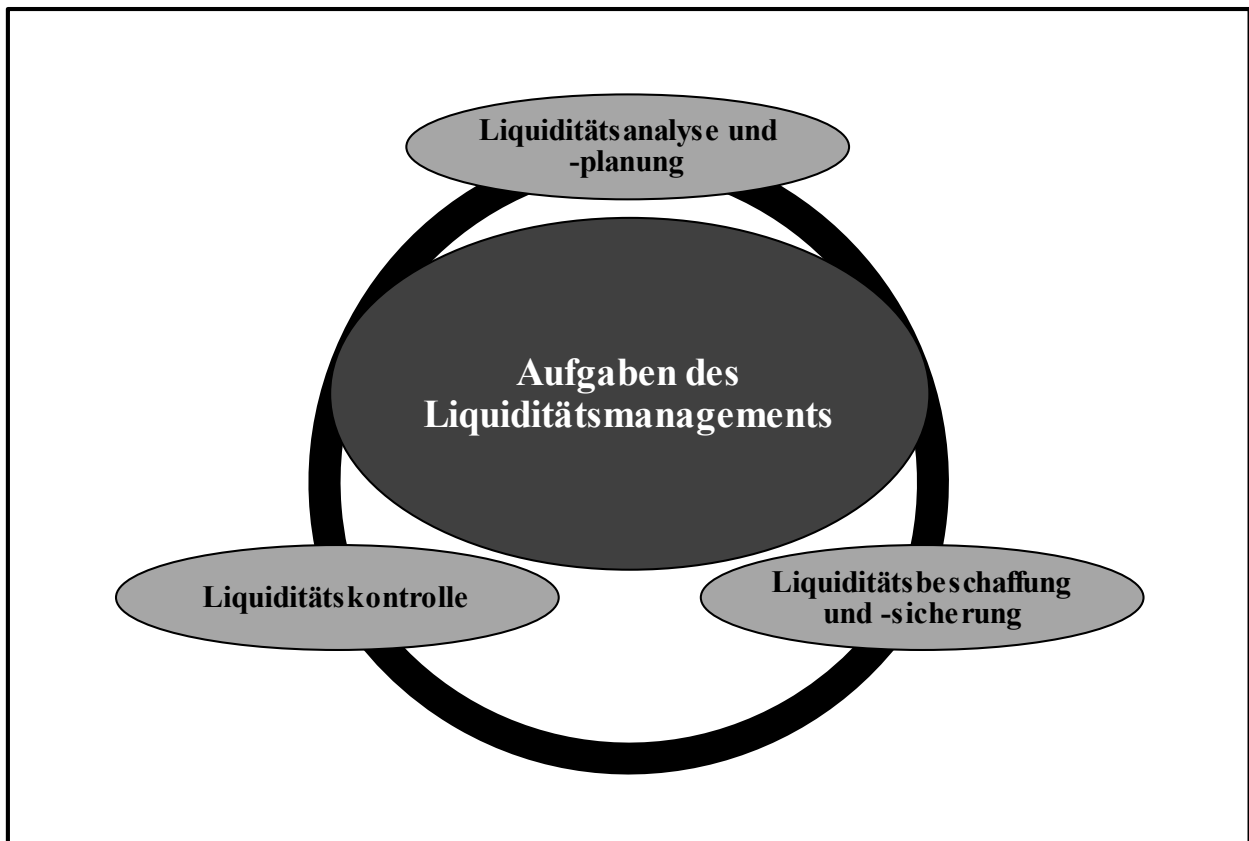 Liquiditätsanalyse und
-planung
Aufgaben des
Liquiditätsmanagements
Liquiditätskontrolle
Liquiditätsbeschaffung
und -sicherung